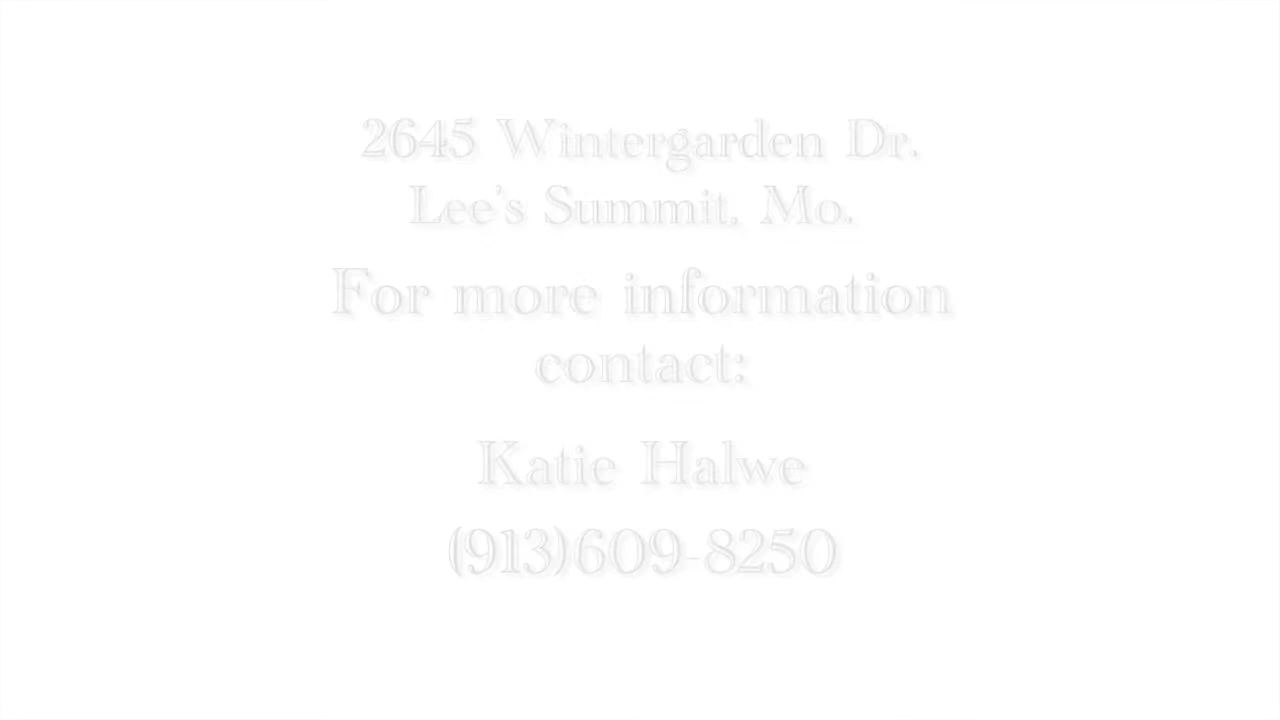 2645 Wintergarden Dr.
Lee's Summit, Mo.
For more information
contact:
Katie Halwe
(913)609-8250